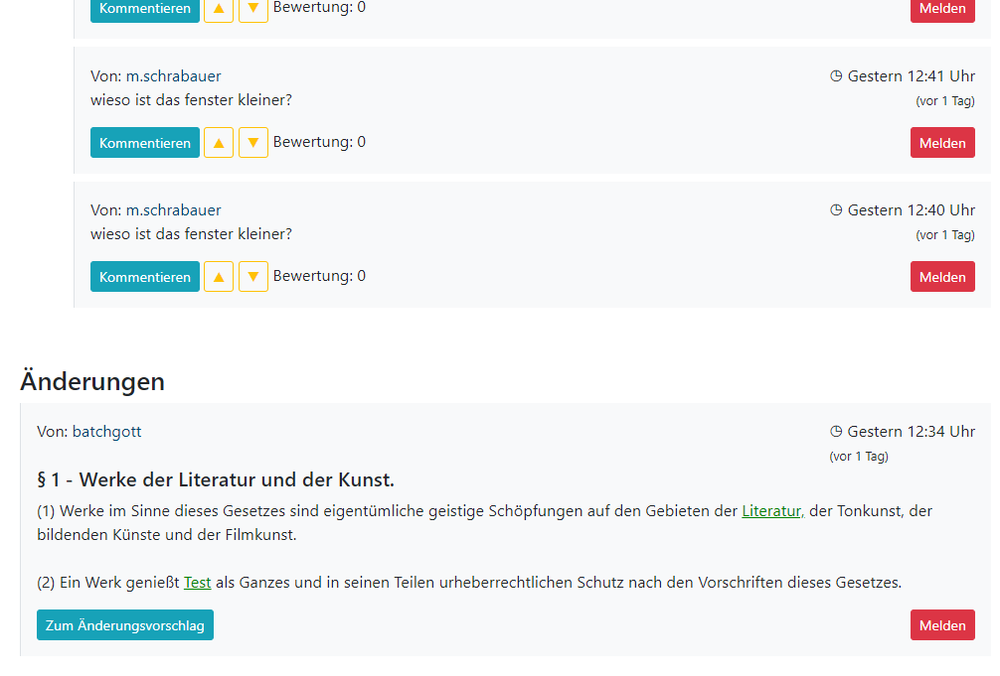 Kommentieren ▲ ▼ Bewertung: 0 Melden
Von: m.schrabauer Gestern 12:41 Uhr
wieso ist das fenster kleiner? (vor 1 Tag)
Kommentieren ▲ ▼ Bewertung: 0 Melden
Von: m.schrabauer Gestern 12:40 Uhr
wieso ist das fenster kleiner? (vor 1 Tag)
Kommentieren ▲ ▼ Bewertung: 0 Melden
Änderungen
Von: batchgott Gestern 12:34 Uhr
(vor 1 Tag)
§ 1 - Werke der Literatur und der Kunst.
(1) Werke im Sinne dieses Gesetzes sind eigentümliche geistige Schöpfungen auf den Gebieten der Literatur, der Tonkunst, der
bildenden Künste und der Filmkunst.
(2) Ein Werk genießt Test als Ganzes und in seinen Teilen urheberrechtlichen Schutz nach den Vorschriften dieses Gesetzes.
Zum Änderungsvorschlag Melden